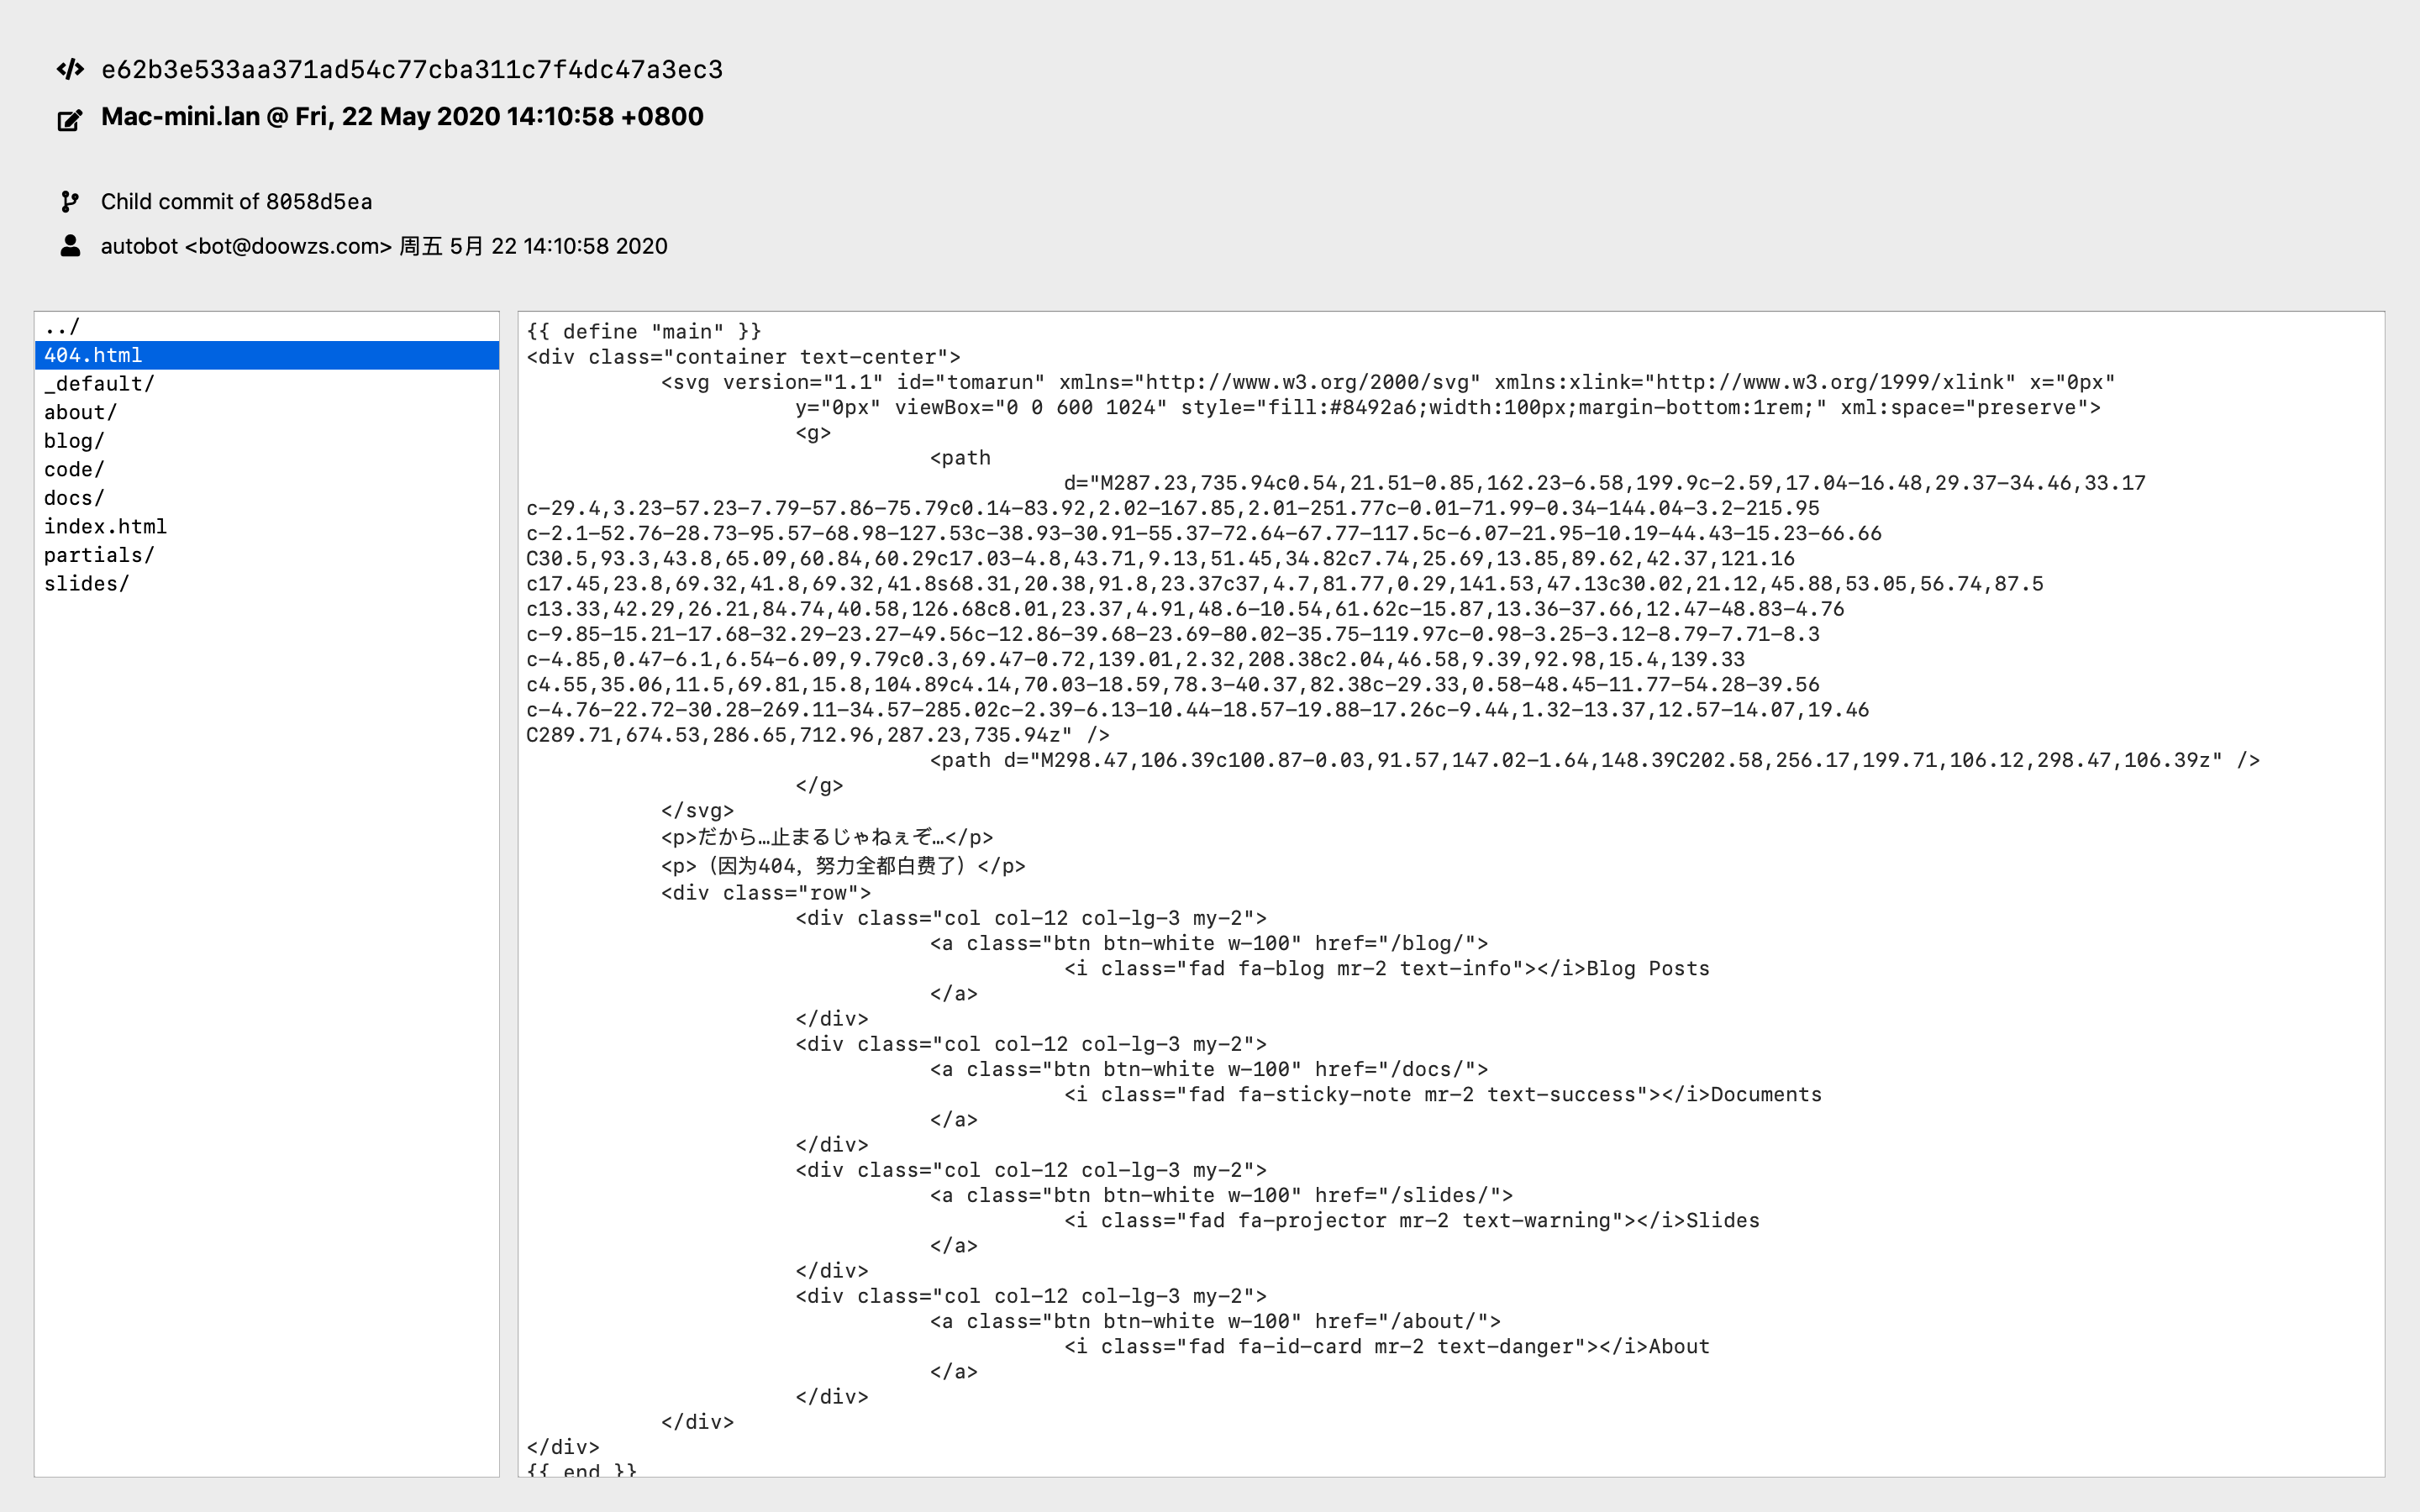 e62b3e533aa371ad54c77cba311c7f4dc47a3ec3
Mac-mini.lan @ Fri, 22 May 2020 14:10:58 +0800
Child commit of 8058d5ea
autobot <bot@doowzs.com> 周五 5月 22 14:10:58 2020
../
404.html
_default/
about/
blog/
code/
docs/
index.html
partials/
slides/
{{ define "main" }}
<div class="container text-center">
<svg version="1.1" id="tomarun" xmlns="http://www.w3.org/2000/svg" xmlns:xlink="http://www.w3.org/1999/xlink" x="0px"
y="0px" viewBox="0 0 600 1024" style="fill:#8492a6;width:100px;margin-bottom:1rem;" xml:space="preserve">
<g>
<path
d="M287.23,735.94c0.54,21.51-0.85,162.23-6.58,199.9c-2.59,17.04-16.48,29.37-34.46,33.17
c-29.4,3.23-57.23-7.79-57.86-75.79c0.14-83.92,2.02-167.85,2.01-251.77c-0.01-71.99-0.34-144.04-3.2-215.95
c-2.1-52.76-28.73-95.57-68.98-127.53c-38.93-30.91-55.37-72.64-67.77-117.5c-6.07-21.95-10.19-44.43-15.23-66.66
C30.5,93.3,43.8,65.09,60.84,60.29c17.03-4.8,43.71,9.13,51.45,34.82c7.74,25.69,13.85,89.62,42.37,121.16
c17.45,23.8,69.32,41.8,69.32,41.8s68.31,20.38,91.8,23.37c37,4.7,81.77,0.29,141.53,47.13c30.02,21.12,45.88,53.05,56.74,87.5
c13.33,42.29,26.21,84.74,40.58,126.68c8.01,23.37,4.91,48.6-10.54,61.62c-15.87,13.36-37.66,12.47-48.83-4.76
c-9.85-15.21-17.68-32.29-23.27-49.56c-12.86-39.68-23.69-80.02-35.75-119.97c-0.98-3.25-3.12-8.79-7.71-8.3
c-4.85,0.47-6.1,6.54-6.09,9.79c0.3,69.47-0.72,139.01,2.32,208.38c2.04,46.58,9.39,92.98,15.4,139.33
c4.55,35.06,11.5,69.81,15.8,104.89c4.14,70.03-18.59,78.3-40.37,82.38c-29.33,0.58-48.45-11.77-54.28-39.56
c-4.76-22.72-30.28-269.11-34.57-285.02c-2.39-6.13-10.44-18.57-19.88-17.26c-9.44,1.32-13.37,12.57-14.07,19.46
C289.71,674.53,286.65,712.96,287.23,735.94z" />
<path d="M298.47,106.39c100.87-0.03,91.57,147.02-1.64,148.39C202.58,256.17,199.71,106.12,298.47,106.39z" />
</g>
</svg>
<p>だから…止まるじゃねぇぞ…</p>
<p>（因为404，努力全都白费了）</p>
<div class="row">
<div class="col col-12 col-lg-3 my-2">
<a class="btn btn-white w-100" href="/blog/">
<i class="fad fa-blog mr-2 text-info"></i>Blog Posts
</a>
</div>
<div class="col col-12 col-lg-3 my-2">
<a class="btn btn-white w-100" href="/docs/">
<i class="fad fa-sticky-note mr-2 text-success"></i>Documents
</a>
</div>
<div class="col col-12 col-lg-3 my-2">
<a class="btn btn-white w-100" href="/slides/">
<i class="fad fa-projector mr-2 text-warning"></i>Slides
</a>
</div>
<div class="col col-12 col-lg-3 my-2">
<a class="btn btn-white w-100" href="/about/">
<i class="fad fa-id-card mr-2 text-danger"></i>About
</a>
</div>
</div>
</div>
{{ end }}